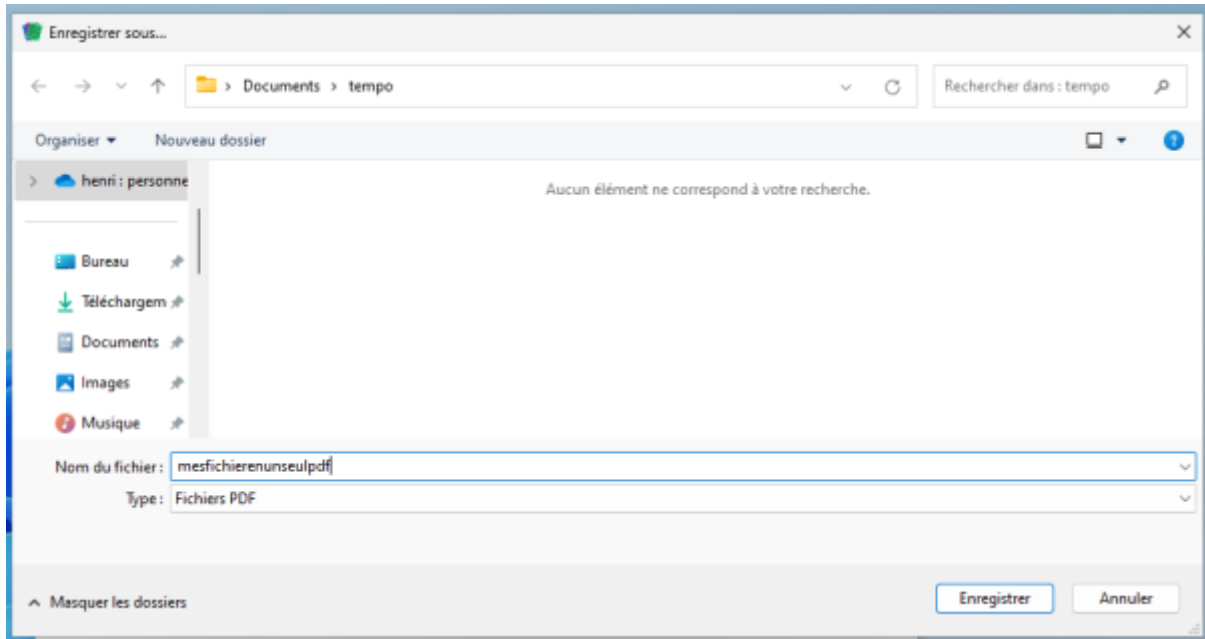 Enregistrer sous...
Documents > tempo
Rechercher dans : tempo
Organiser
Nouveau dossier
henri : personne
Aucun élément ne correspond à votre recherche.
Bureau
Téléchargem
Documents
Images
Musique
Nom du fichier : mesfichierenunseulpdf
Type : Fichiers PDF
Masquer les dossiers
Enregistrer
Annuler